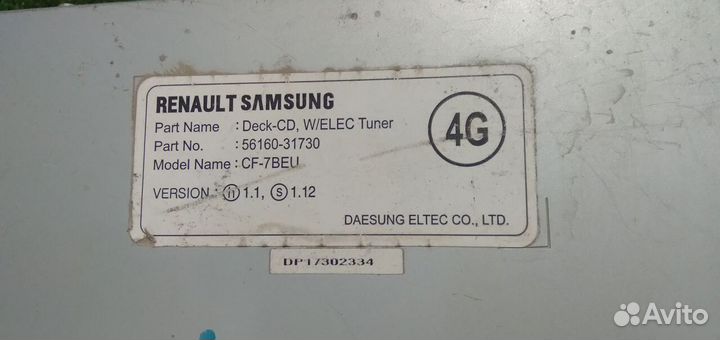 RENAULT SAMSUNG
Part Name : Deck-CD, W/ELEC Tuner
Part No. : 56160-31730
Model Name : CF-7BEU
4G
VERSION : 1.1, Ⓢ 1.12
DAESUNG ELTEC CO., LTD.
DP17302334
Avito